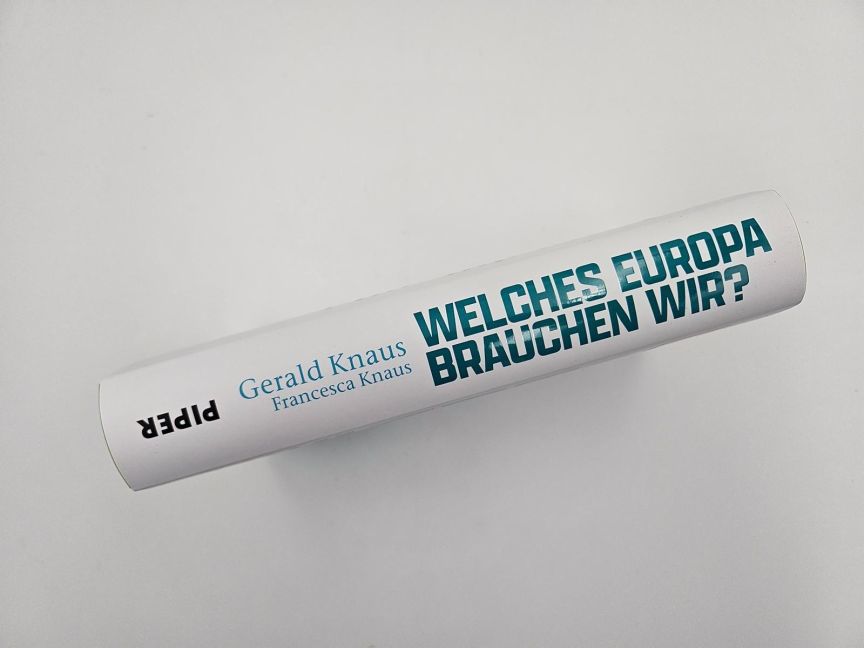 PIPER
Gerald Knaus
Francesca Knaus
WELCHES EUROPA
BRAUCHEN WIR?